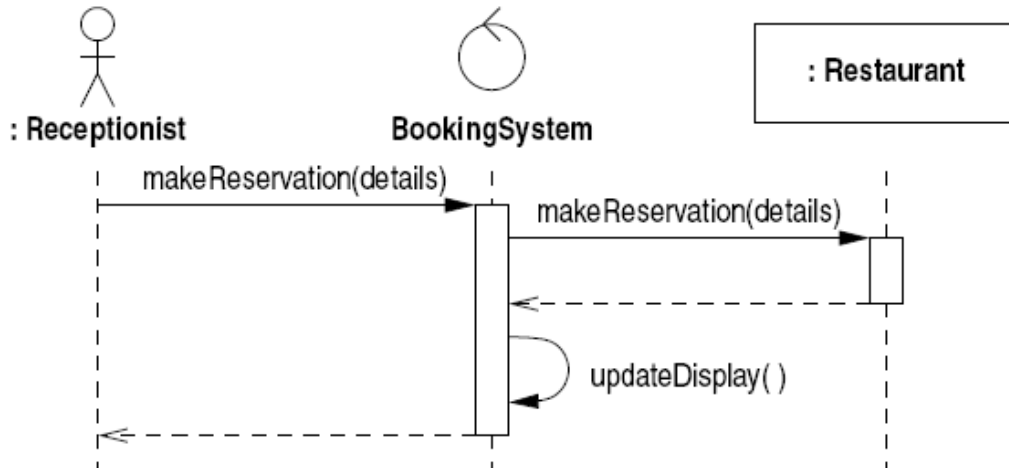 : Restaurant
: Receptionist
BookingSystem
makeReservation(details)
makeReservation(details)
updateDisplay( )